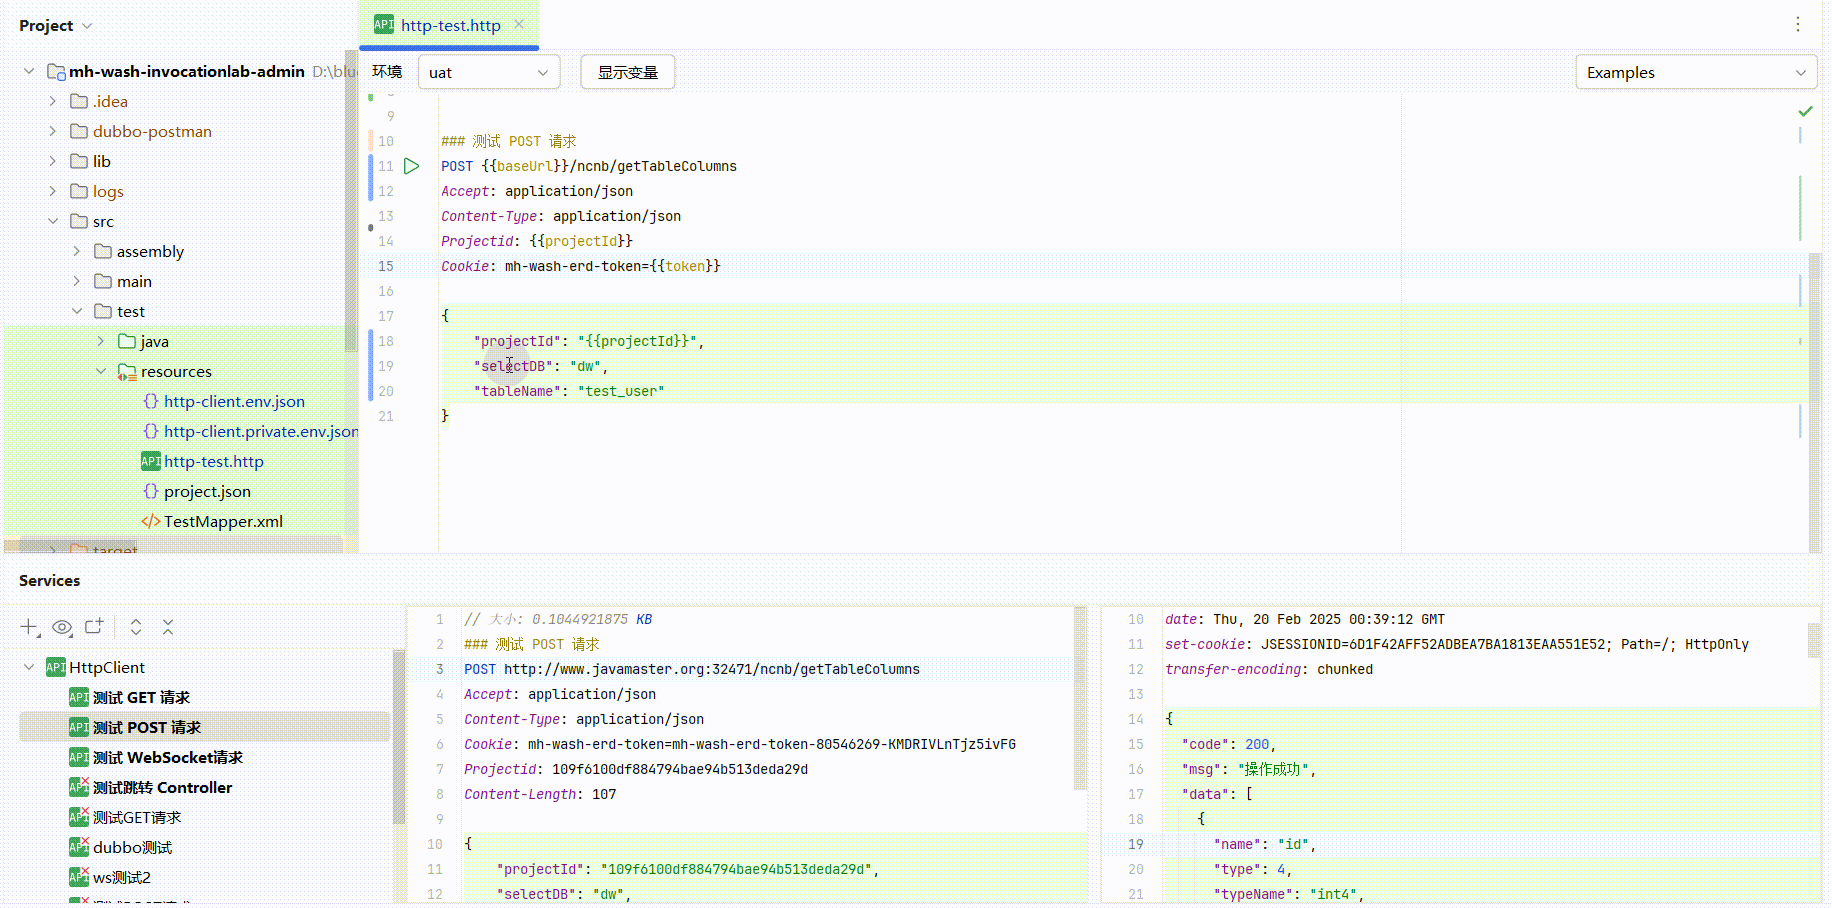 Project
mh-wash-invocationlab-admin D:\blu
.idea
dubbo-postman
lib
logs
src
assembly
main
test
java
resources
http-client.env.json
http-client.private.env.json
http-test.http
project.json
TestMapper.xml
target
http-test.http
环境 uat 显示变量 Examples
9
10 ### 测试 POST 请求
11 POST {{baseUrl}}/ncnb/getTableColumns
12 Accept: application/json
13 Content-Type: application/json
14 Projectid: {{projectId}}
15 Cookie: mh-wash-erd-token={{token}}
16
17 {
18 "projectId": "{{projectId}}",
19 "selectDB": "dw",
20 "tableName": "test_user"
21 }
Services
HttpClient
测试 GET 请求
测试 POST 请求
测试 WebSocket请求
测试跳转 Controller
测试GET请求
dubbo测试
ws测试2
1 // 大小: 0.1044921875 KB
2 ### 测试 POST 请求
3 POST http://www.javamaster.org:32471/ncnb/getTableColumns
4 Accept: application/json
5 Content-Type: application/json
6 Cookie: mh-wash-erd-token=mh-wash-erd-token-80546269-KMDRIVLnTjz5ivFG
7 Projectid: 109f6100df884794bae94b513deda29d
8 Content-Length: 107
9
10 {
11 "projectId": "109f6100df884794bae94b513deda29d",
12 "selectDB": "dw",
10 date: Thu, 20 Feb 2025 00:39:12 GMT
11 set-cookie: JSESSIONID=6D1F42AFF52ADBEA7BA1813EAA551E52; Path=/; HttpOnly
12 transfer-encoding: chunked
13
14 {
15 "code": 200,
16 "msg": "操作成功",
17 "data": [
18 {
19 "name": "id",
20 "type": 4,
21 "typeName": "int4",